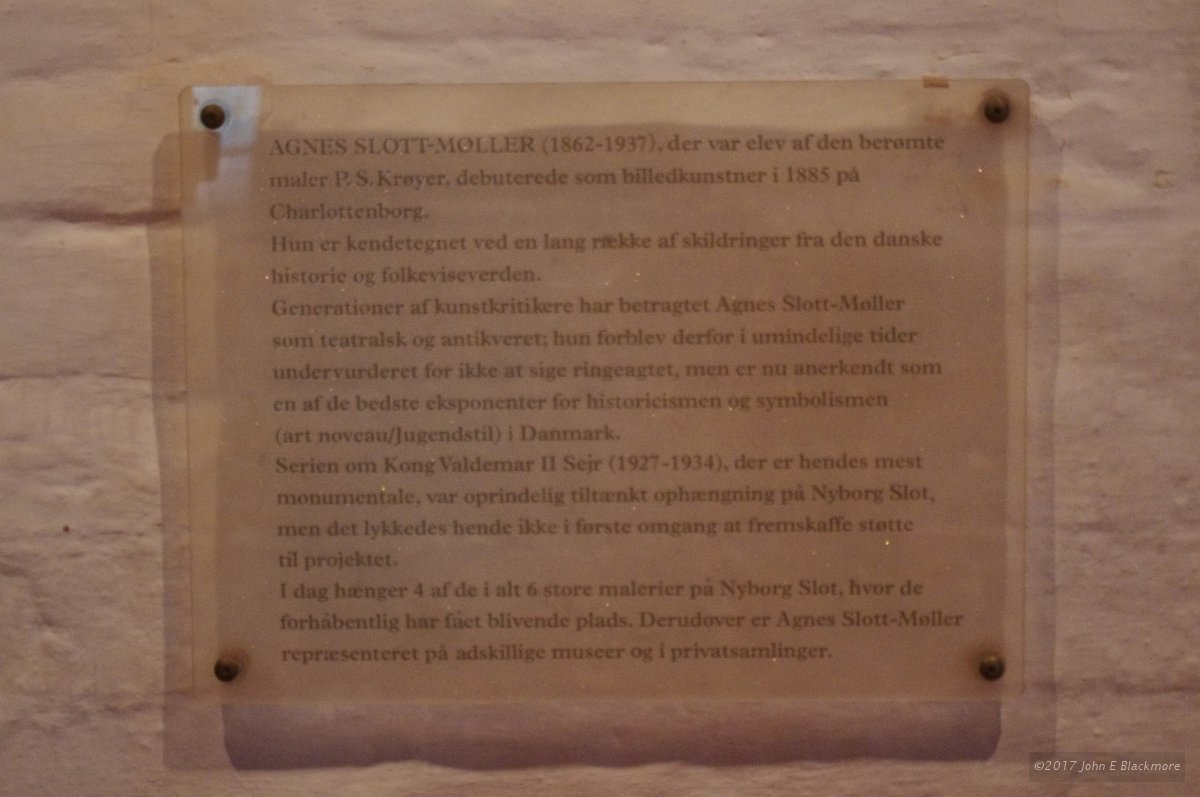 AGNES SLOTT-MØLLER (1862-1937), der var elev af den berømte
maler P. S. Krøyer, debuterede som billedkunstner i 1885 på
Charlottenborg.
Hun er kendetegnet ved en lang række af skildringer fra den danske
historie og folkeviseverden.
Generationer af kunstkritikere har betragtet Agnes Slott-Møller
som teatralsk og antikveret; hun forblev derfor i umindelige tider
undervurderet for ikke at sige ringeagtet, men er nu anerkendt som
en af de bedste eksponenter for historicismen og symbolismen
(art noveau/Jugendstil) i Danmark.
Serien om Kong Valdemar II Sejr (1927-1934), der er hendes mest
monumentale, var oprindelig tiltænkt ophængning på Nyborg Slot,
men det lykkedes hende ikke i første omgang at fremskaffe støtte
til projektet.
I dag hænger 4 af de i alt 6 store malerier på Nyborg Slot, hvor de
forhåbentlig har fået blivende plads. Derudover er Agnes Slott-Møller
repræsenteret på adskillige museer og i privatsamlinger.
©2017 John E Blackmore